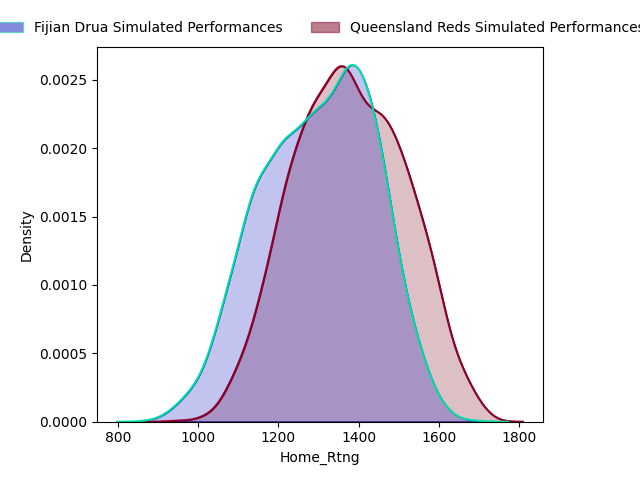 Fijian Drua Simulated Performances Queensland Reds Simulated Performances
0.0025
0.0020
0.0015
0.0010
0.0005
0.0000
Density
800 1000 1200 1400 1600 1800
Home_Rtng